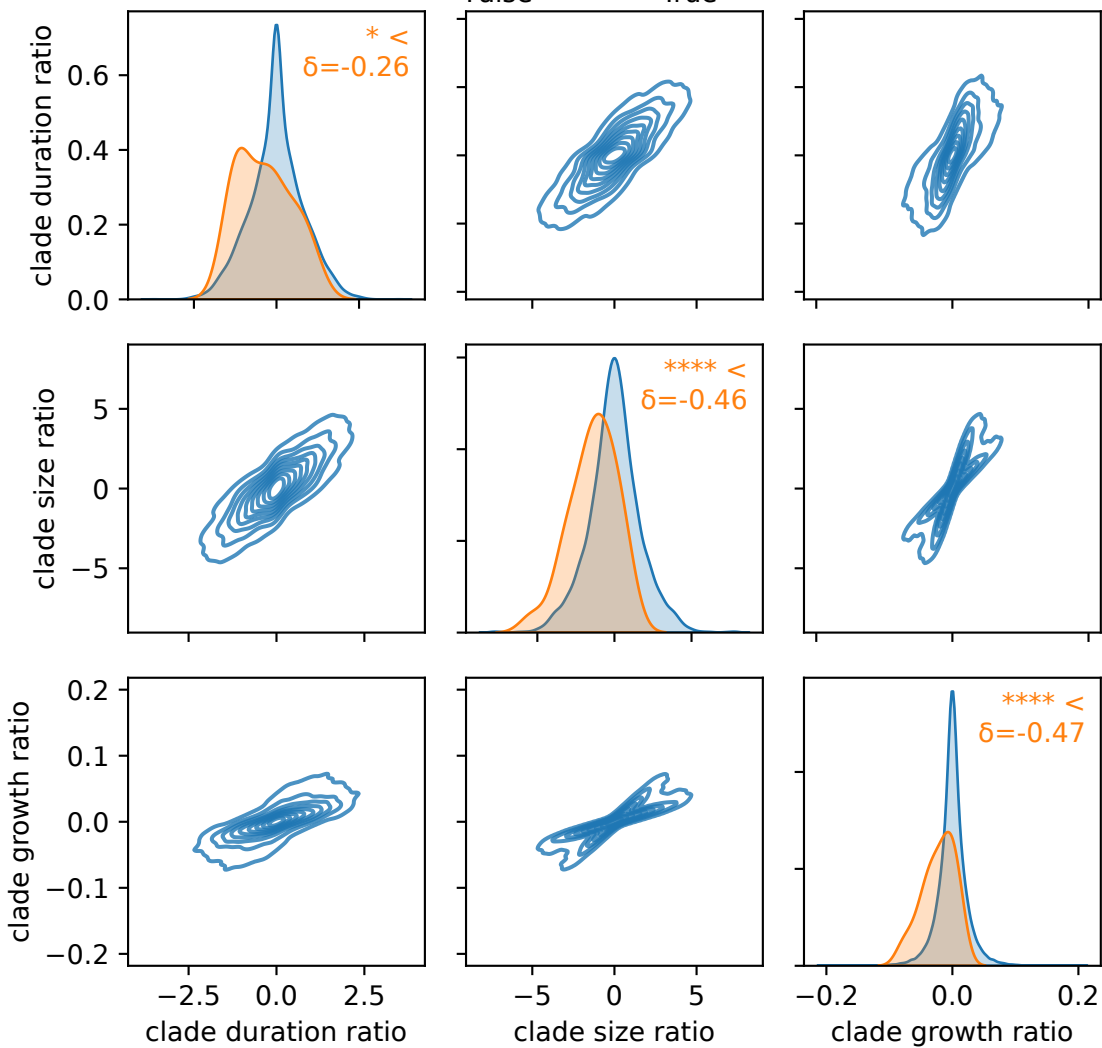 * <
δ=-0.26
clade duration ratio
0.6
0.4
0.2
0.0
**** <
δ=-0.46
clade size ratio
5
0
−5
**** <
δ=-0.47
clade growth ratio
0.2
0.1
0.0
−0.1
−0.2
−2.5 0.0 2.5
−5 0 5
−0.2 0.0 0.2
clade duration ratio clade size ratio clade growth ratio